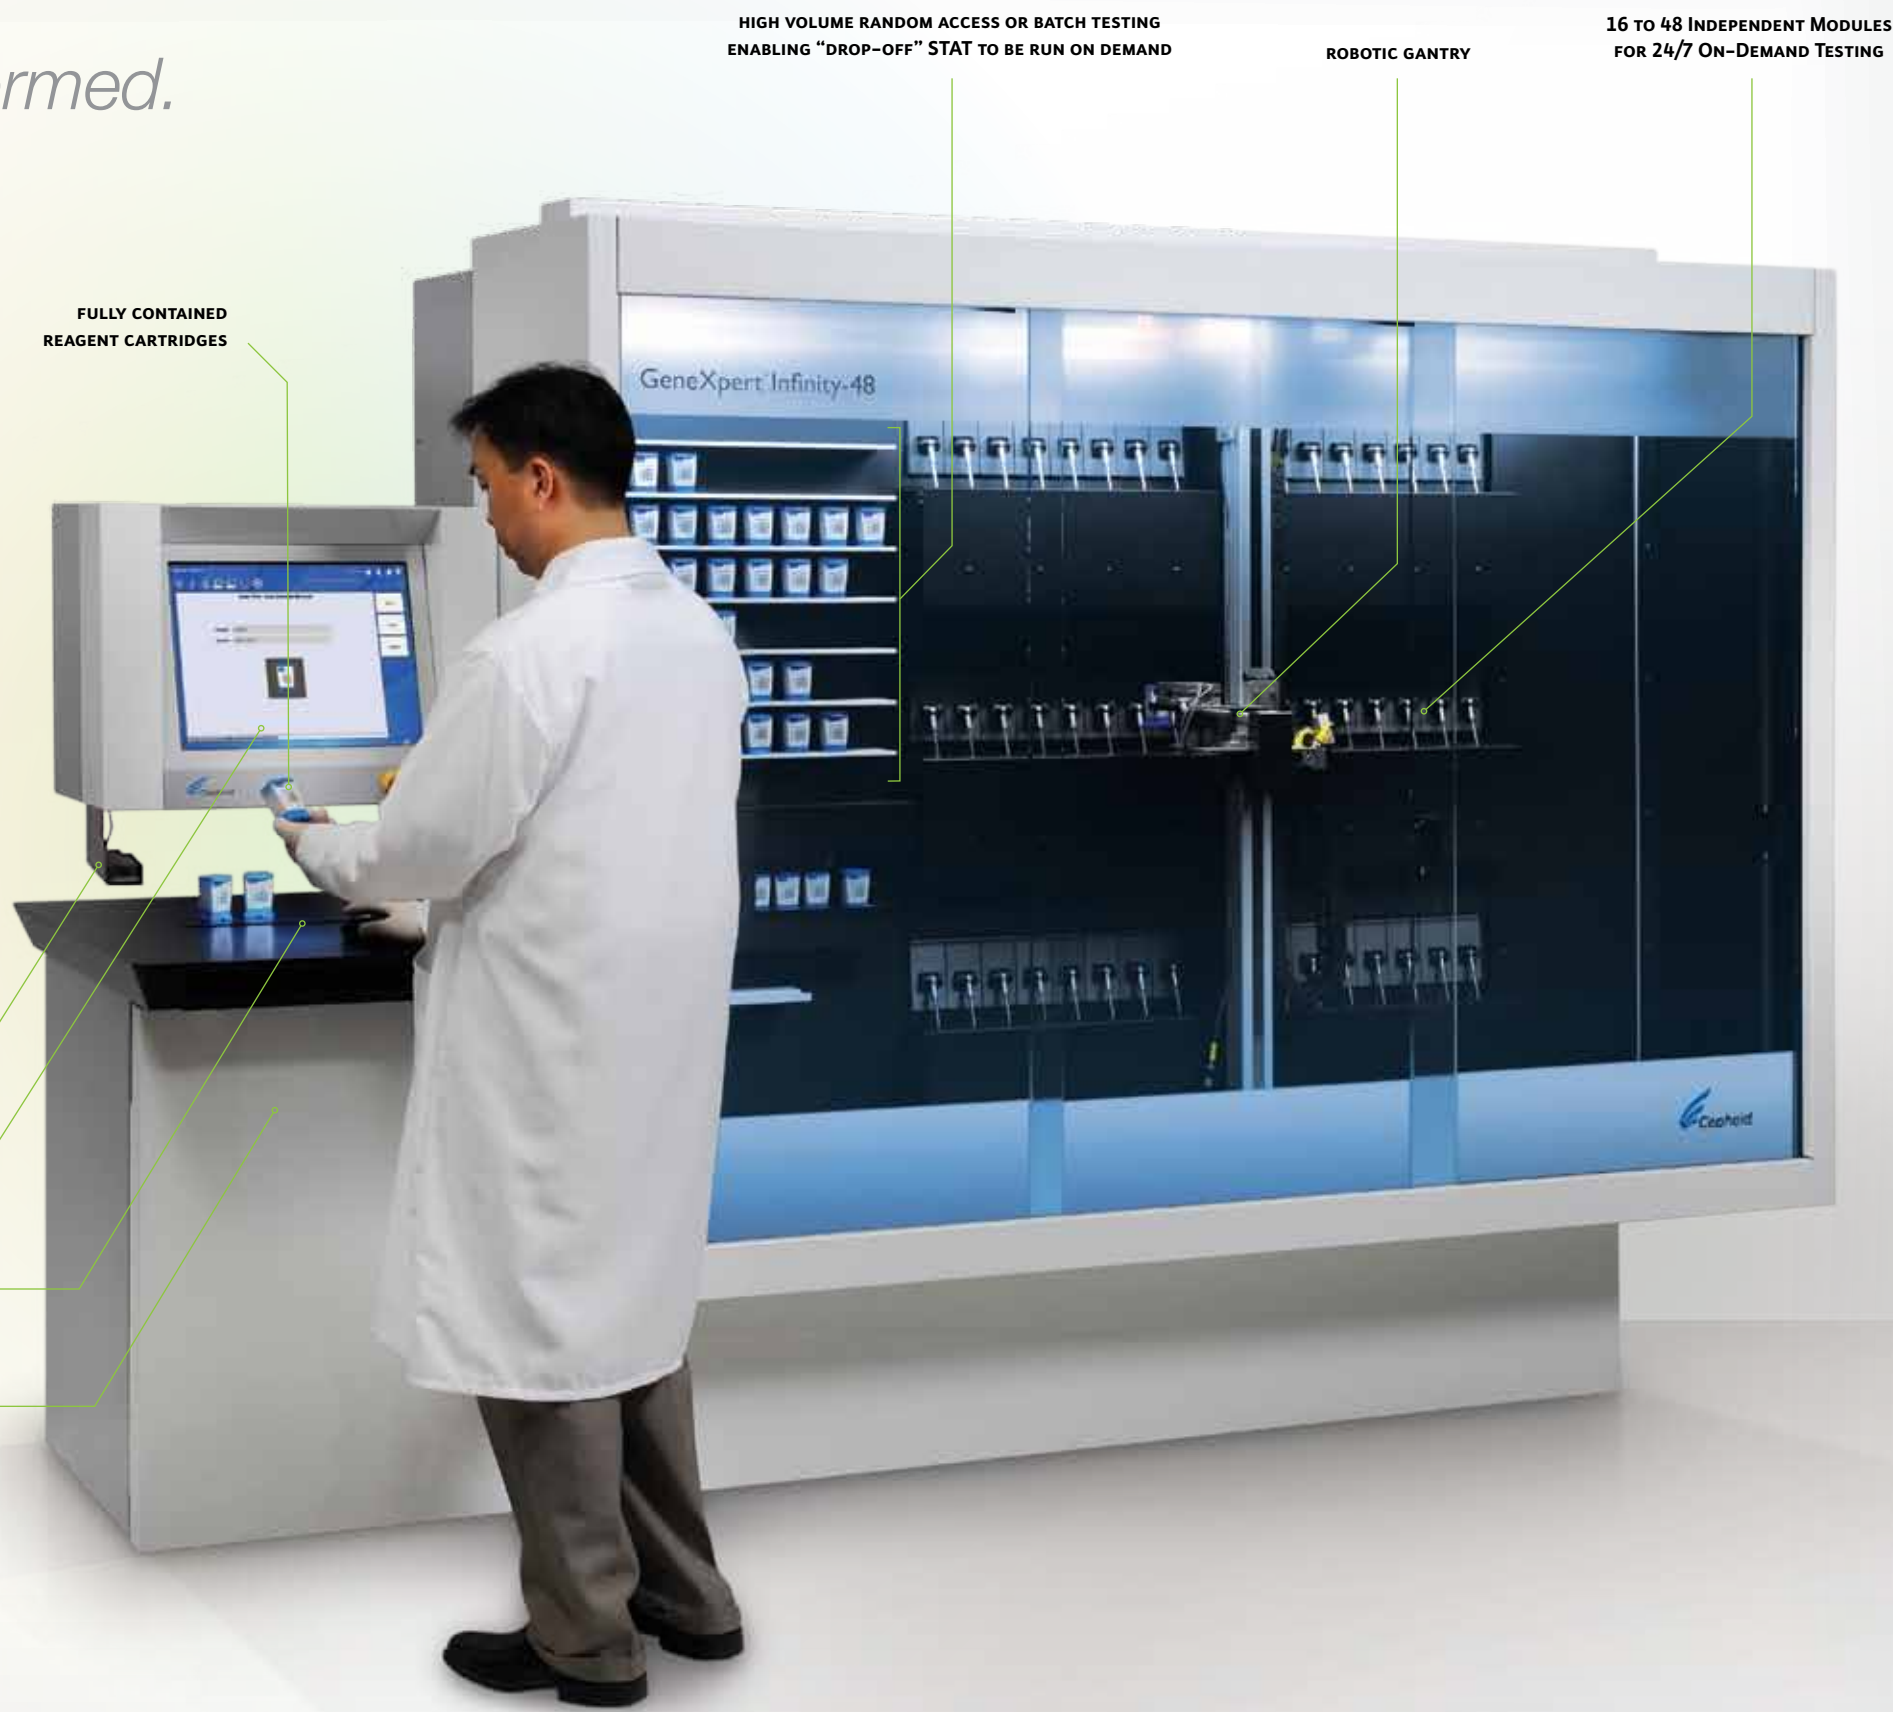 HIGH VOLUME RANDOM ACCESS OR BATCH TESTING
ENABLING “DROP-OFF” STAT TO BE RUN ON DEMAND
ROBOTIC GANTRY
16 TO 48 INDEPENDENT MODULES
FOR 24/7 ON-DEMAND TESTING
rmed.
FULLY CONTAINED
REAGENT CARTRIDGES
GeneXpert Infinity-48
Cepheid
Cepheid